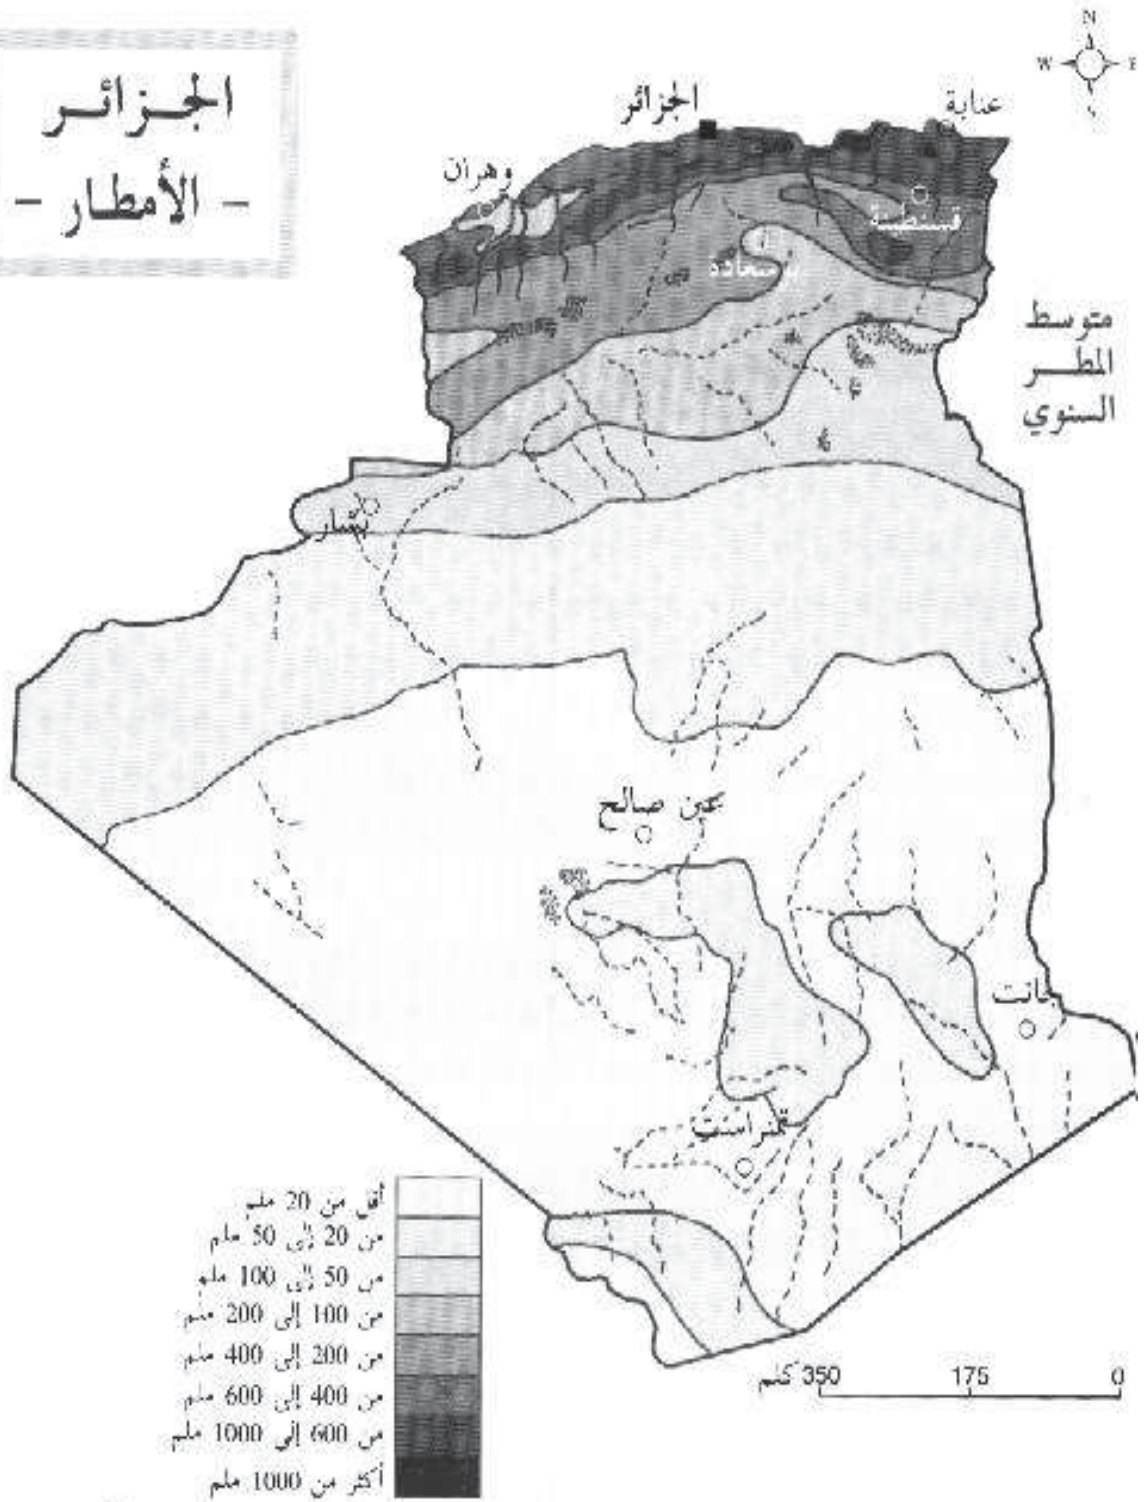 الجزائر
- الأمطار -
N
W
E
S
الجزائر
عنابة
وهران
قسنطينة
بوسعادة
متوسط
المطر
السنوي
بشار
عين صالح
جانت
تمنراست
أقل من 20 ملم
من 20 إلى 50 ملم
من 50 إلى 100 ملم
من 100 إلى 200 ملم
من 200 إلى 400 ملم
من 400 إلى 600 ملم
من 600 إلى 1000 ملم
أكثر من 1000 ملم
350 كلم
175
0